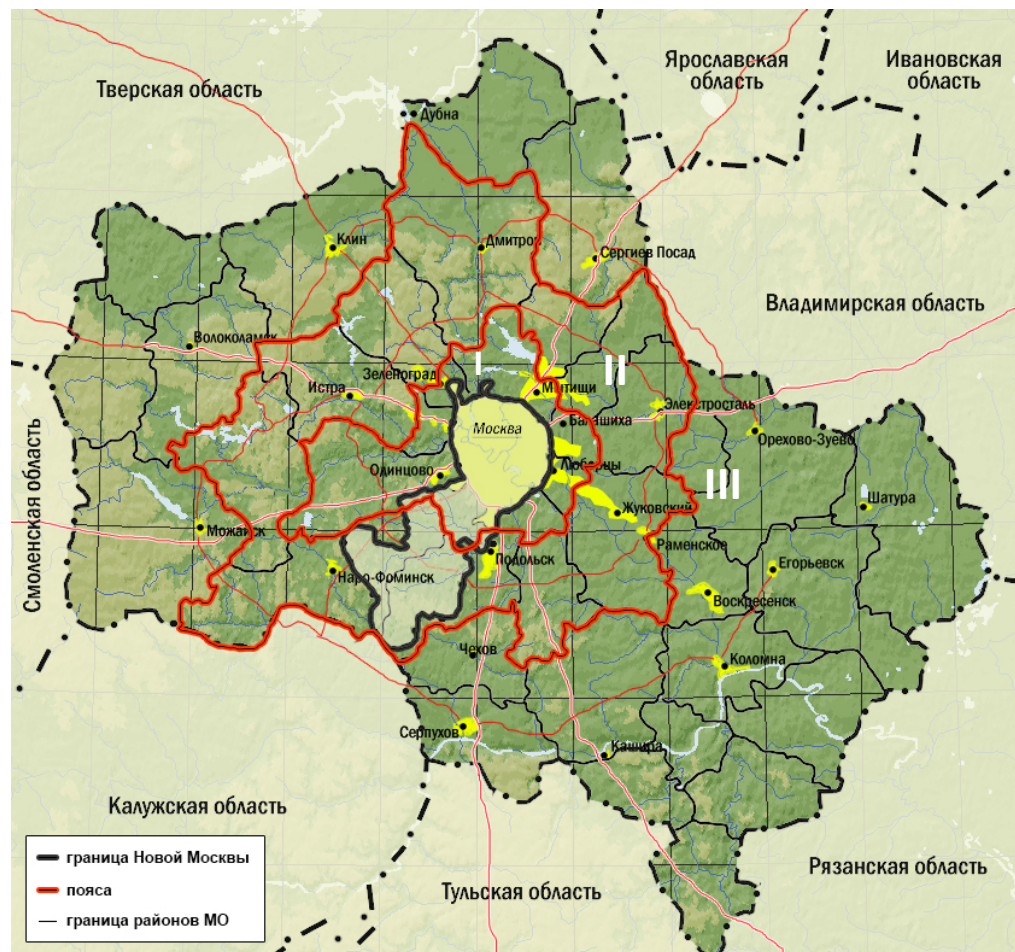 Ярославская
область
Ивановская
область
Тверская область
Дубна
Клин
Дмитров
Сергиев Посад
Владимирская область
Волоколамск
I
II
Зеленоград
Мытищи
Истра
Электросталь
Балашиха
Москва
Орехово-Зуево
Смоленская область
Одинцово
Люберцы
III
Шатура
Жуковский
Можайск
Раменское
Подольск
Наро-Фоминск
Егорьевск
Воскресенск
Чехов
Коломна
Серпухов
Кашира
Калужская область
Рязанская область
Тульская область
граница Новой Москвы
пояса
граница районов МО